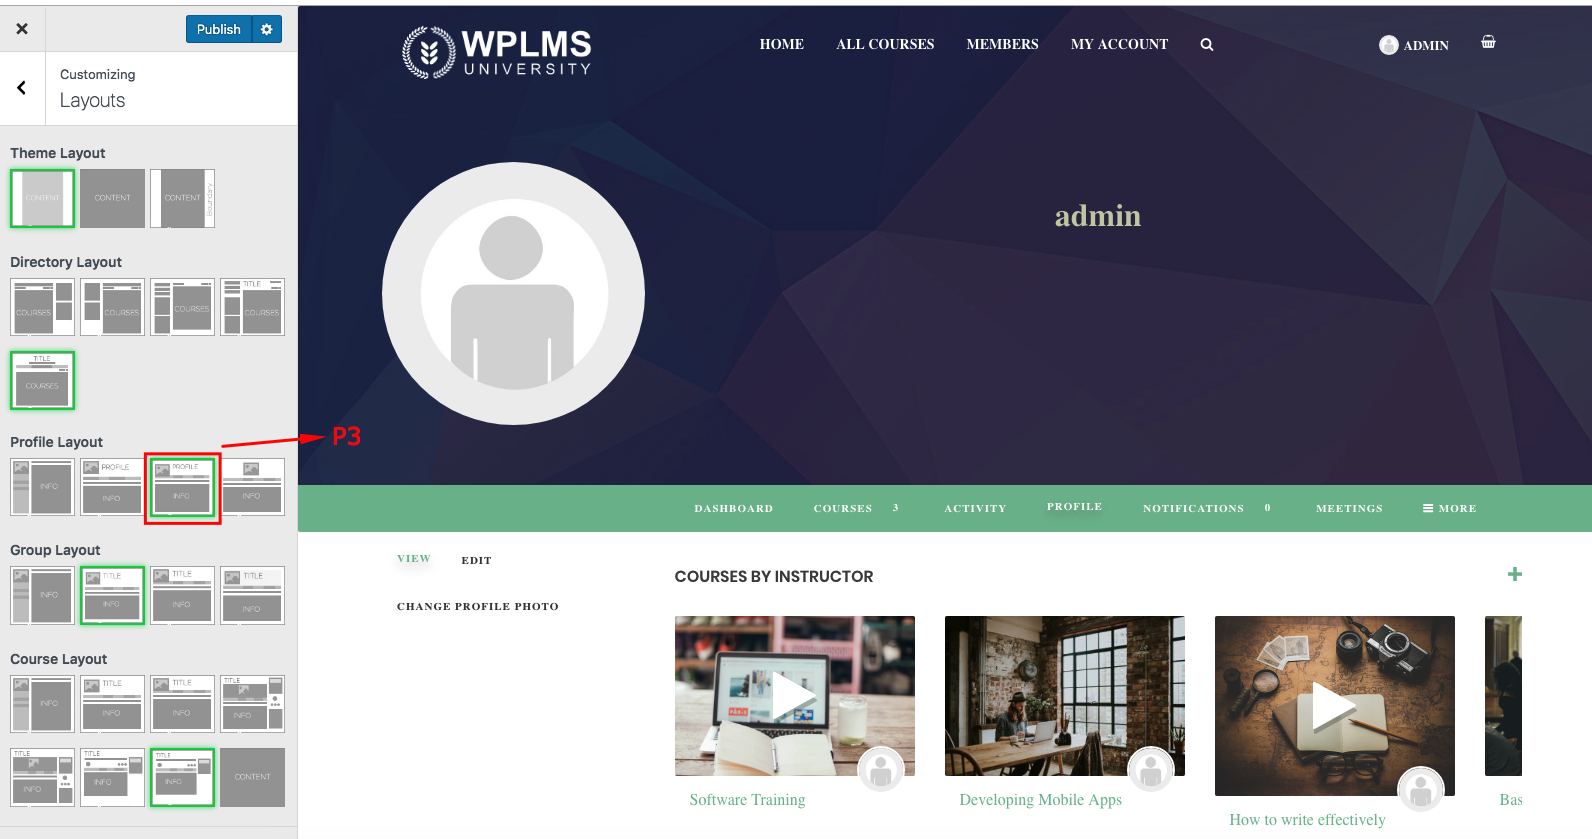 Publish
Customizing
Layouts
Theme Layout
CONTENT
CONTENT
CONTENT
Boundary
Directory Layout
COURSES
COURSES
COURSES
TITLE
COURSES
TITLE
COURSES
Profile Layout
INFO
PROFILE
INFO
PROFILE
INFO
INFO
P3
Group Layout
INFO
TITLE
INFO
TITLE
INFO
TITLE
INFO
Course Layout
INFO
TITLE
INFO
TITLE
INFO
TITLE
INFO
TITLE
INFO
TITLE
INFO
TITLE
INFO
CONTENT
WPLMS
UNIVERSITY
HOME ALL COURSES MEMBERS MY ACCOUNT
ADMIN
admin
DASHBOARD COURSES 3 ACTIVITY PROFILE NOTIFICATIONS 0 MEETINGS MORE
VIEW EDIT
CHANGE PROFILE PHOTO
COURSES BY INSTRUCTOR
Software Training
Developing Mobile Apps
How to write effectively
Bas